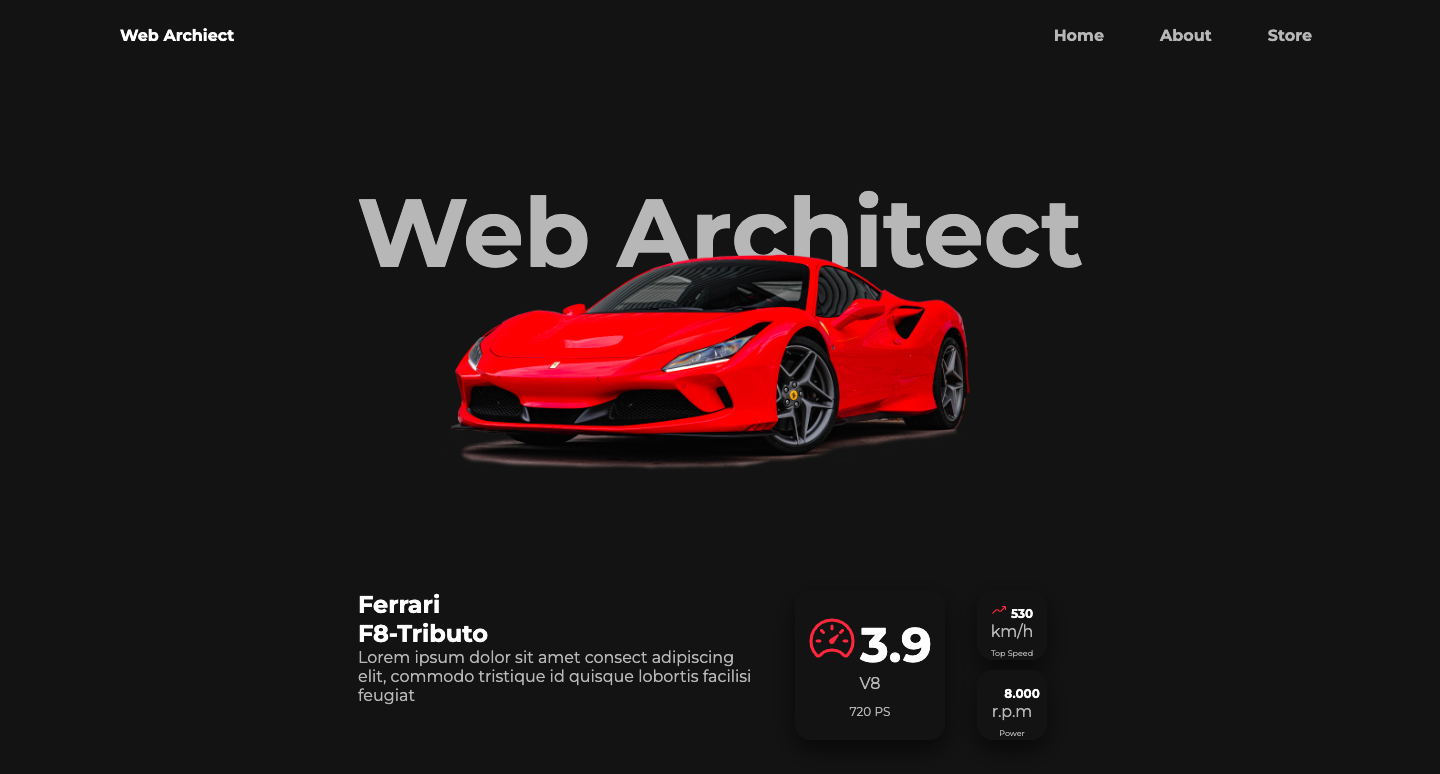 Web Archiect
Home About Store
Web Architect
Ferrari
F8-Tributo
Lorem ipsum dolor sit amet consect adipiscing
elit, commodo tristique id quisque lobortis facilisi
feugiat
3.9
V8
720 PS
530
km/h
Top Speed
8.000
r.p.m
Power